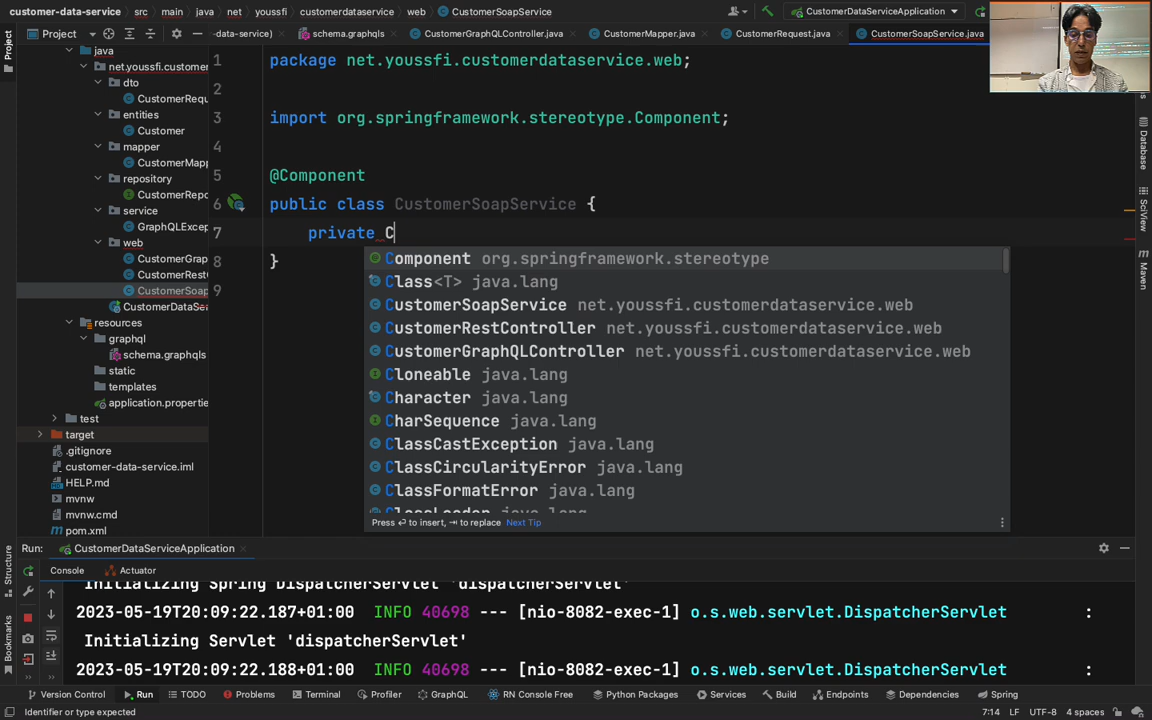 customer-data-service
src
main
java
net
youssfi
customerdataservice
web
CustomerSoapService
CustomerDataServiceApplication
Project
Project
-data-service)
schema.graphqls
CustomerGraphQLController.java
CustomerMapper.java
CustomerRequest.java
CustomerSoapService.java
java
net.youssfi.customer
dto
CustomerRequ
entities
Customer
mapper
CustomerMapp
repository
CustomerRepo
service
GraphQLExcep
web
CustomerGrap
CustomerRest
CustomerSoap
CustomerDataSe
resources
graphql
schema.graphqls
static
templates
application.propertie
test
target
.gitignore
customer-data-service.iml
HELP.md
mvnw
mvnw.cmd
pom.xml
1 package net.youssfi.customerdataservice.web;
2
3 import org.springframework.stereotype.Component;
4
5 @Component
6 public class CustomerSoapService {
7 private C
8 }
9
Component org.springframework.stereotype
Class<T> java.lang
CustomerSoapService net.youssfi.customerdataservice.web
CustomerRestController net.youssfi.customerdataservice.web
CustomerGraphQLController net.youssfi.customerdataservice.web
Cloneable java.lang
Character java.lang
CharSequence java.lang
ClassCastException java.lang
ClassCircularityError java.lang
ClassFormatError java.lang
ClassLoader java.lang
Press ⏎ to insert, ⇥ to replace Next Tip
Database
SciView
Maven
Run:
CustomerDataServiceApplication
Console
Actuator
Initializing Spring DispatcherServlet 'dispatcherServlet'
2023-05-19T20:09:22.187+01:00 INFO 40698 --- [nio-8082-exec-1] o.s.web.servlet.DispatcherServlet :
Initializing Servlet 'dispatcherServlet'
2023-05-19T20:09:22.188+01:00 INFO 40698 --- [nio-8082-exec-1] o.s.web.servlet.DispatcherServlet :
Structure
Bookmarks
Version Control
Run
TODO
Problems
Terminal
Profiler
GraphQL
RN Console Free
Python Packages
Services
Build
Endpoints
Dependencies
Spring
Identifier or type expected
7:14
LF
UTF-8
4 spaces